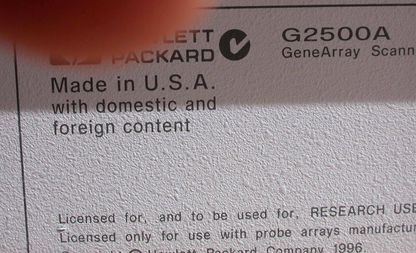 LETT
PACKARD
G2500A
GeneArray Scann
Made in U.S.A.
with domestic and
foreign content
Licensed for, and to be used for, RESEARCH USE
Licensed only for use with probe arrays manufactur
Hewlett Packard Company 1996.